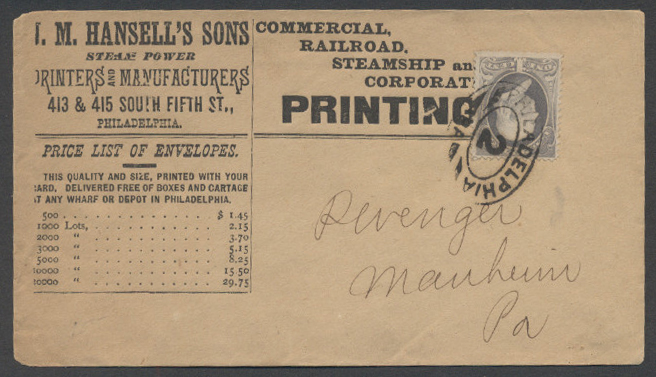 I. M. HANSELL'S SONS
STEAM POWER
PRINTERS AND MANUFACTURERS
413 & 415 SOUTH FIFTH ST.,
PHILADELPHIA.
PRICE LIST OF ENVELOPES.
THIS QUALITY AND SIZE, PRINTED WITH YOUR
CARD, DELIVERED FREE OF BOXES AND CARTAGE
AT ANY WHARF OR DEPOT IN PHILADELPHIA.
500 . . . . . . . . . . . . . $ 1.45
1000 Lots, . . . . . . . . . . 2.15
2000 " . . . . . . . . . . 3.70
3000 " . . . . . . . . . . 5.15
5000 " . . . . . . . . . . 8.25
10000 " . . . . . . . . . . 15.50
20000 " . . . . . . . . . . 29.75
COMMERCIAL,
RAILROAD,
STEAMSHIP an
CORPORAT
PRINTING
PHILADELPHIA
PA
2
Revenger
Manheim
Pa